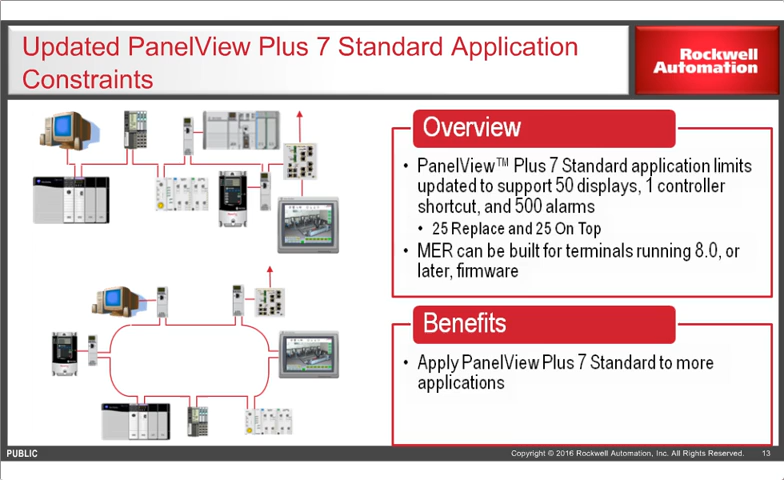 Updated PanelView Plus 7 Standard Application
Constraints
Rockwell
Automation
Overview
• PanelView™ Plus 7 Standard application limits
updated to support 50 displays, 1 controller
shortcut, and 500 alarms
• 25 Replace and 25 On Top
• MER can be built for terminals running 8.0, or
later, firmware
Benefits
• Apply PanelView Plus 7 Standard to more
applications
PUBLIC
Copyright © 2016 Rockwell Automation, Inc. All Rights Reserved.
13